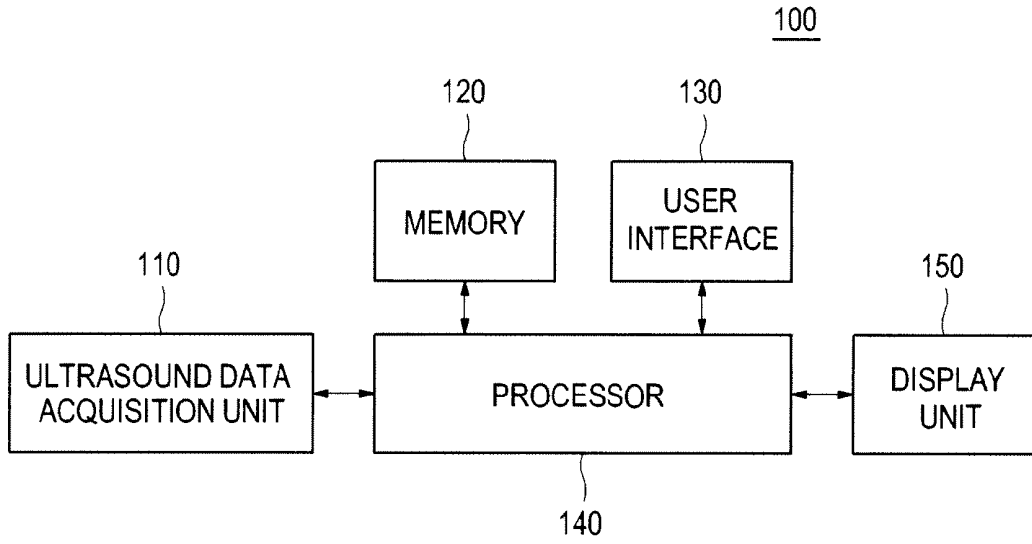 100
120
130
MEMORY
USER
INTERFACE
110
150
ULTRASOUND DATA
ACQUISITION UNIT
PROCESSOR
DISPLAY
UNIT
140